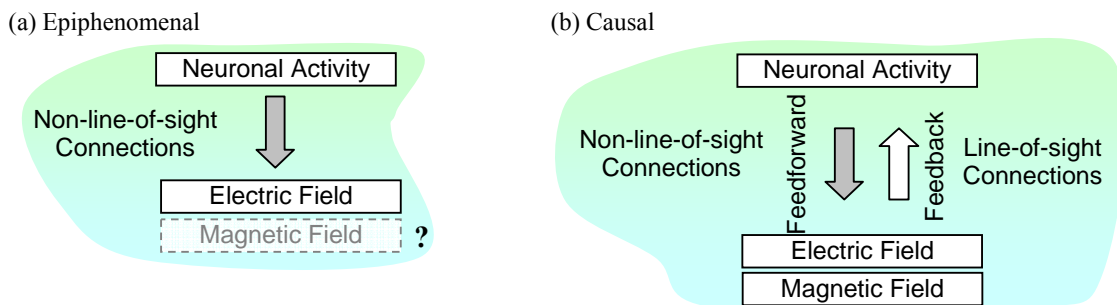 (a) Epiphenomenal
Neuronal Activity
Non-line-of-sight
Connections
Electric Field
Magnetic Field ?
(b) Causal
Neuronal Activity
Non-line-of-sight
Connections
Feedforward
Feedback
Line-of-sight
Connections
Electric Field
Magnetic Field